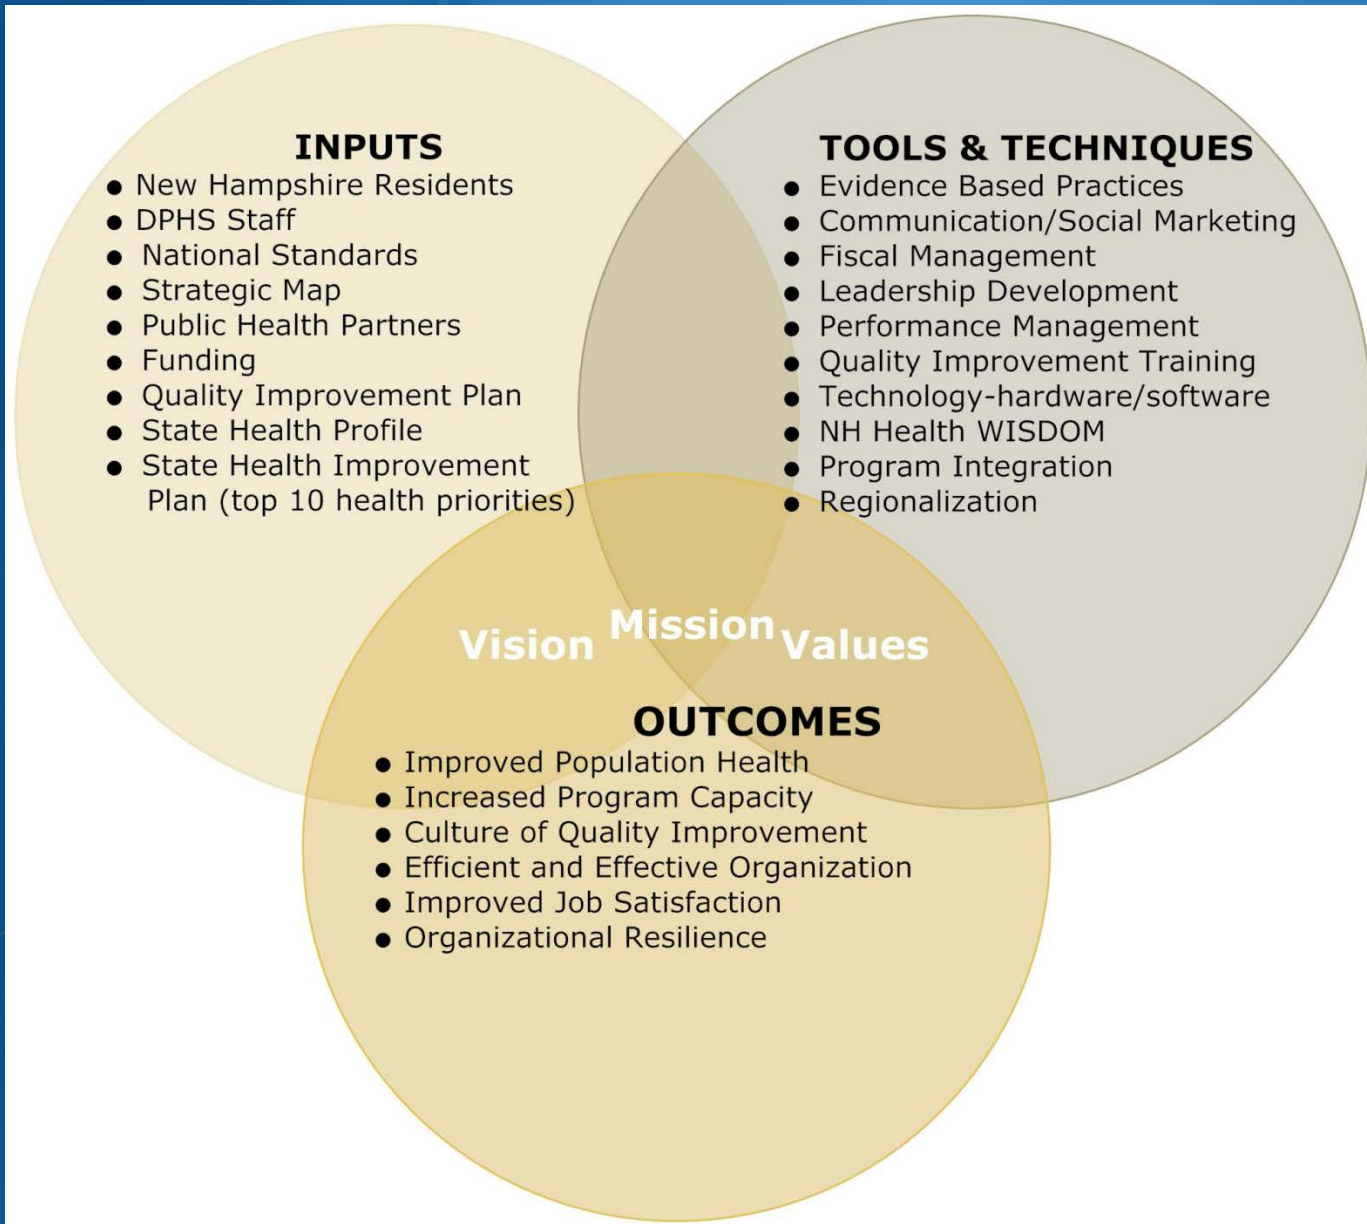 INPUTS
● New Hampshire Residents
● DPHS Staff
● National Standards
● Strategic Map
● Public Health Partners
● Funding
● Quality Improvement Plan
● State Health Profile
● State Health Improvement
Plan (top 10 health priorities)
TOOLS & TECHNIQUES
● Evidence Based Practices
● Communication/Social Marketing
● Fiscal Management
● Leadership Development
● Performance Management
● Quality Improvement Training
● Technology-hardware/software
● NH Health WISDOM
● Program Integration
● Regionalization
Vision Mission Values
OUTCOMES
● Improved Population Health
● Increased Program Capacity
● Culture of Quality Improvement
● Efficient and Effective Organization
● Improved Job Satisfaction
● Organizational Resilience